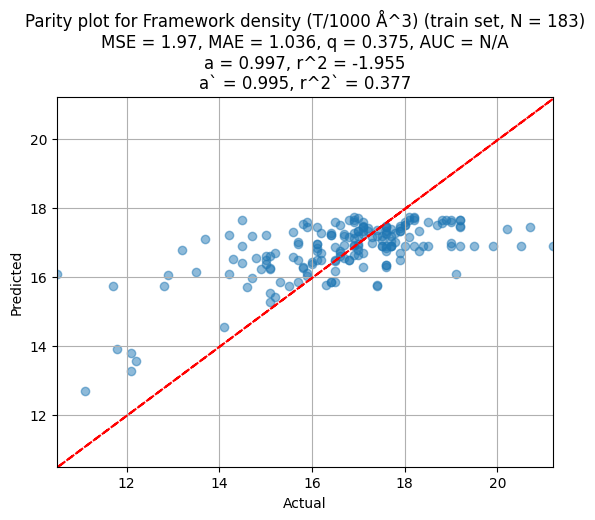 Parity plot for Framework density (T/1000 Å^3) (train set, N = 183)
MSE = 1.97, MAE = 1.036, q = 0.375, AUC = N/A
a = 0.997, r^2 = -1.955
a` = 0.995, r^2` = 0.377
20
18
16
14
12
Predicted
12 14 16 18 20
Actual